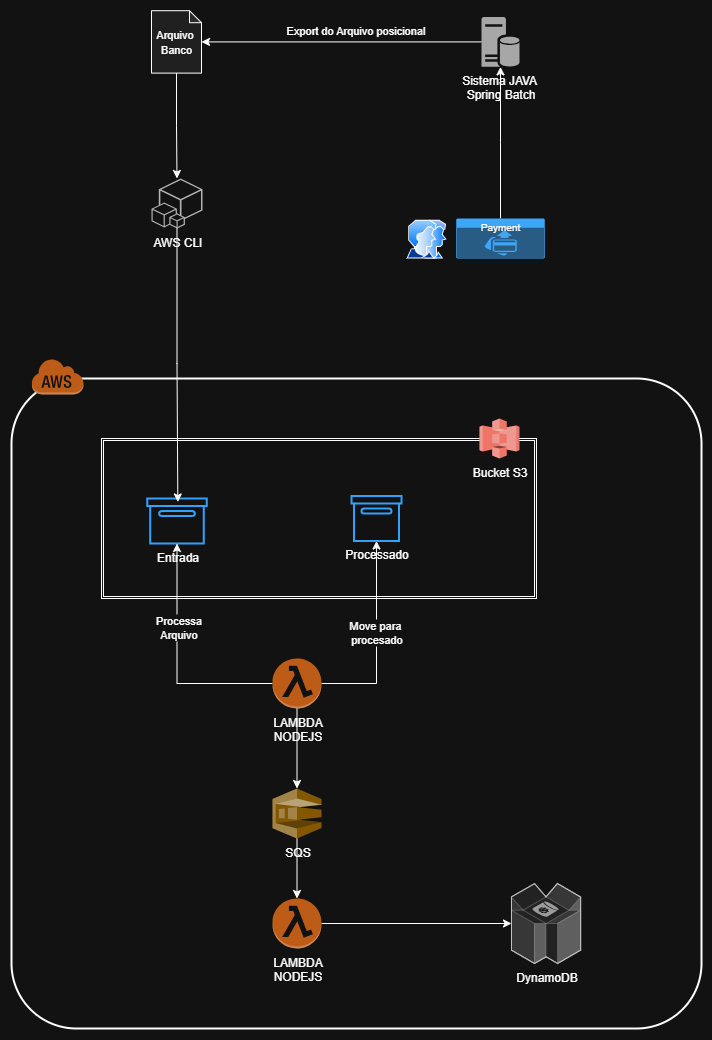 Arquivo
Banco
Export do Arquivo posicional
Sistema JAVA
Spring Batch
AWS CLI
Payment
AWS
Bucket S3
Entrada
Processado
Processa
Arquivo
Move para
procesado
LAMBDA
NODEJS
SQS
LAMBDA
NODEJS
DynamoDB